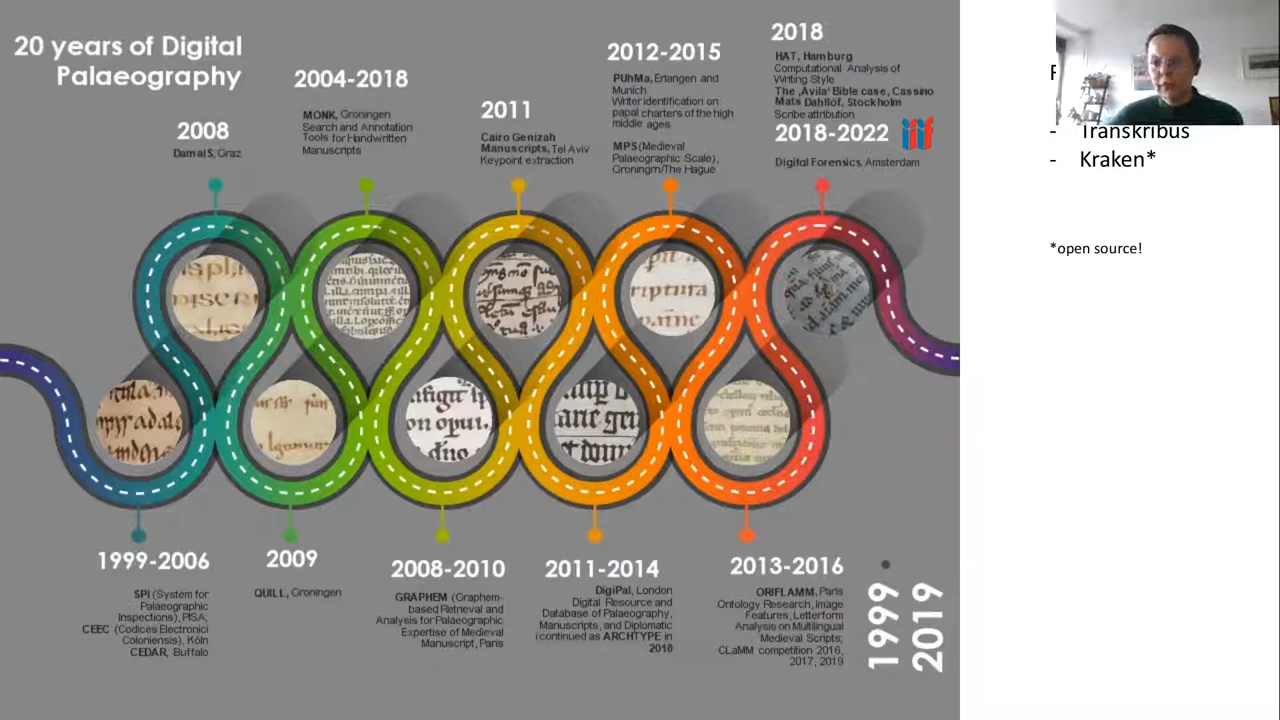 20 years of Digital
Palaeography
2008
DamalS, Graz
2004-2018
MONK, Groningen
Search and Annotation
Tools for Handwritten
Manuscripts
2011
Cairo Genizah
Manuscripts, Tel Aviv
Keypoint extraction
2012-2015
PUhMa, Erlangen and
Munich
Writer identification on
papal charters of the high
middle ages
MPS (Medieval
Palaeographic Scale),
Groningrn/The Hague
2018
HAT, Hamburg
Computational Analysis of
Writing Style
The ‚Avila' Bible case, Cassino
Mats Dahllöf, Stockholm
Scribe attribution
2018-2022
iiif
Digital Forensics, Amsterdam
1999-2006
SPI (System for
Palaeographic
Inspections), PISA;
CEEC (Codices Electronici
Coloniensis), Köln
CEDAR, Buffalo
2009
QUILL, Groningen
2008-2010
GRAPHEM (Graphem-
based Retrieval and
Analysis for Palaeographic
Expertise of Medieval
Manuscript, Paris
2011-2014
DigiPal, London
Digital Resource and
Database of Palaeography,
Manuscripts, and Diplomatic
(continued as ARCHTYPE in
2018
2013-2016
ORIFLAMM, Paris
Ontology Research, Image
Features, Letterform
Analysis on Multilingual
Medieval Scripts;
CLaMM competition 2016,
2017, 2019
1999
2019
- Transkribus
- Kraken*
*open source!